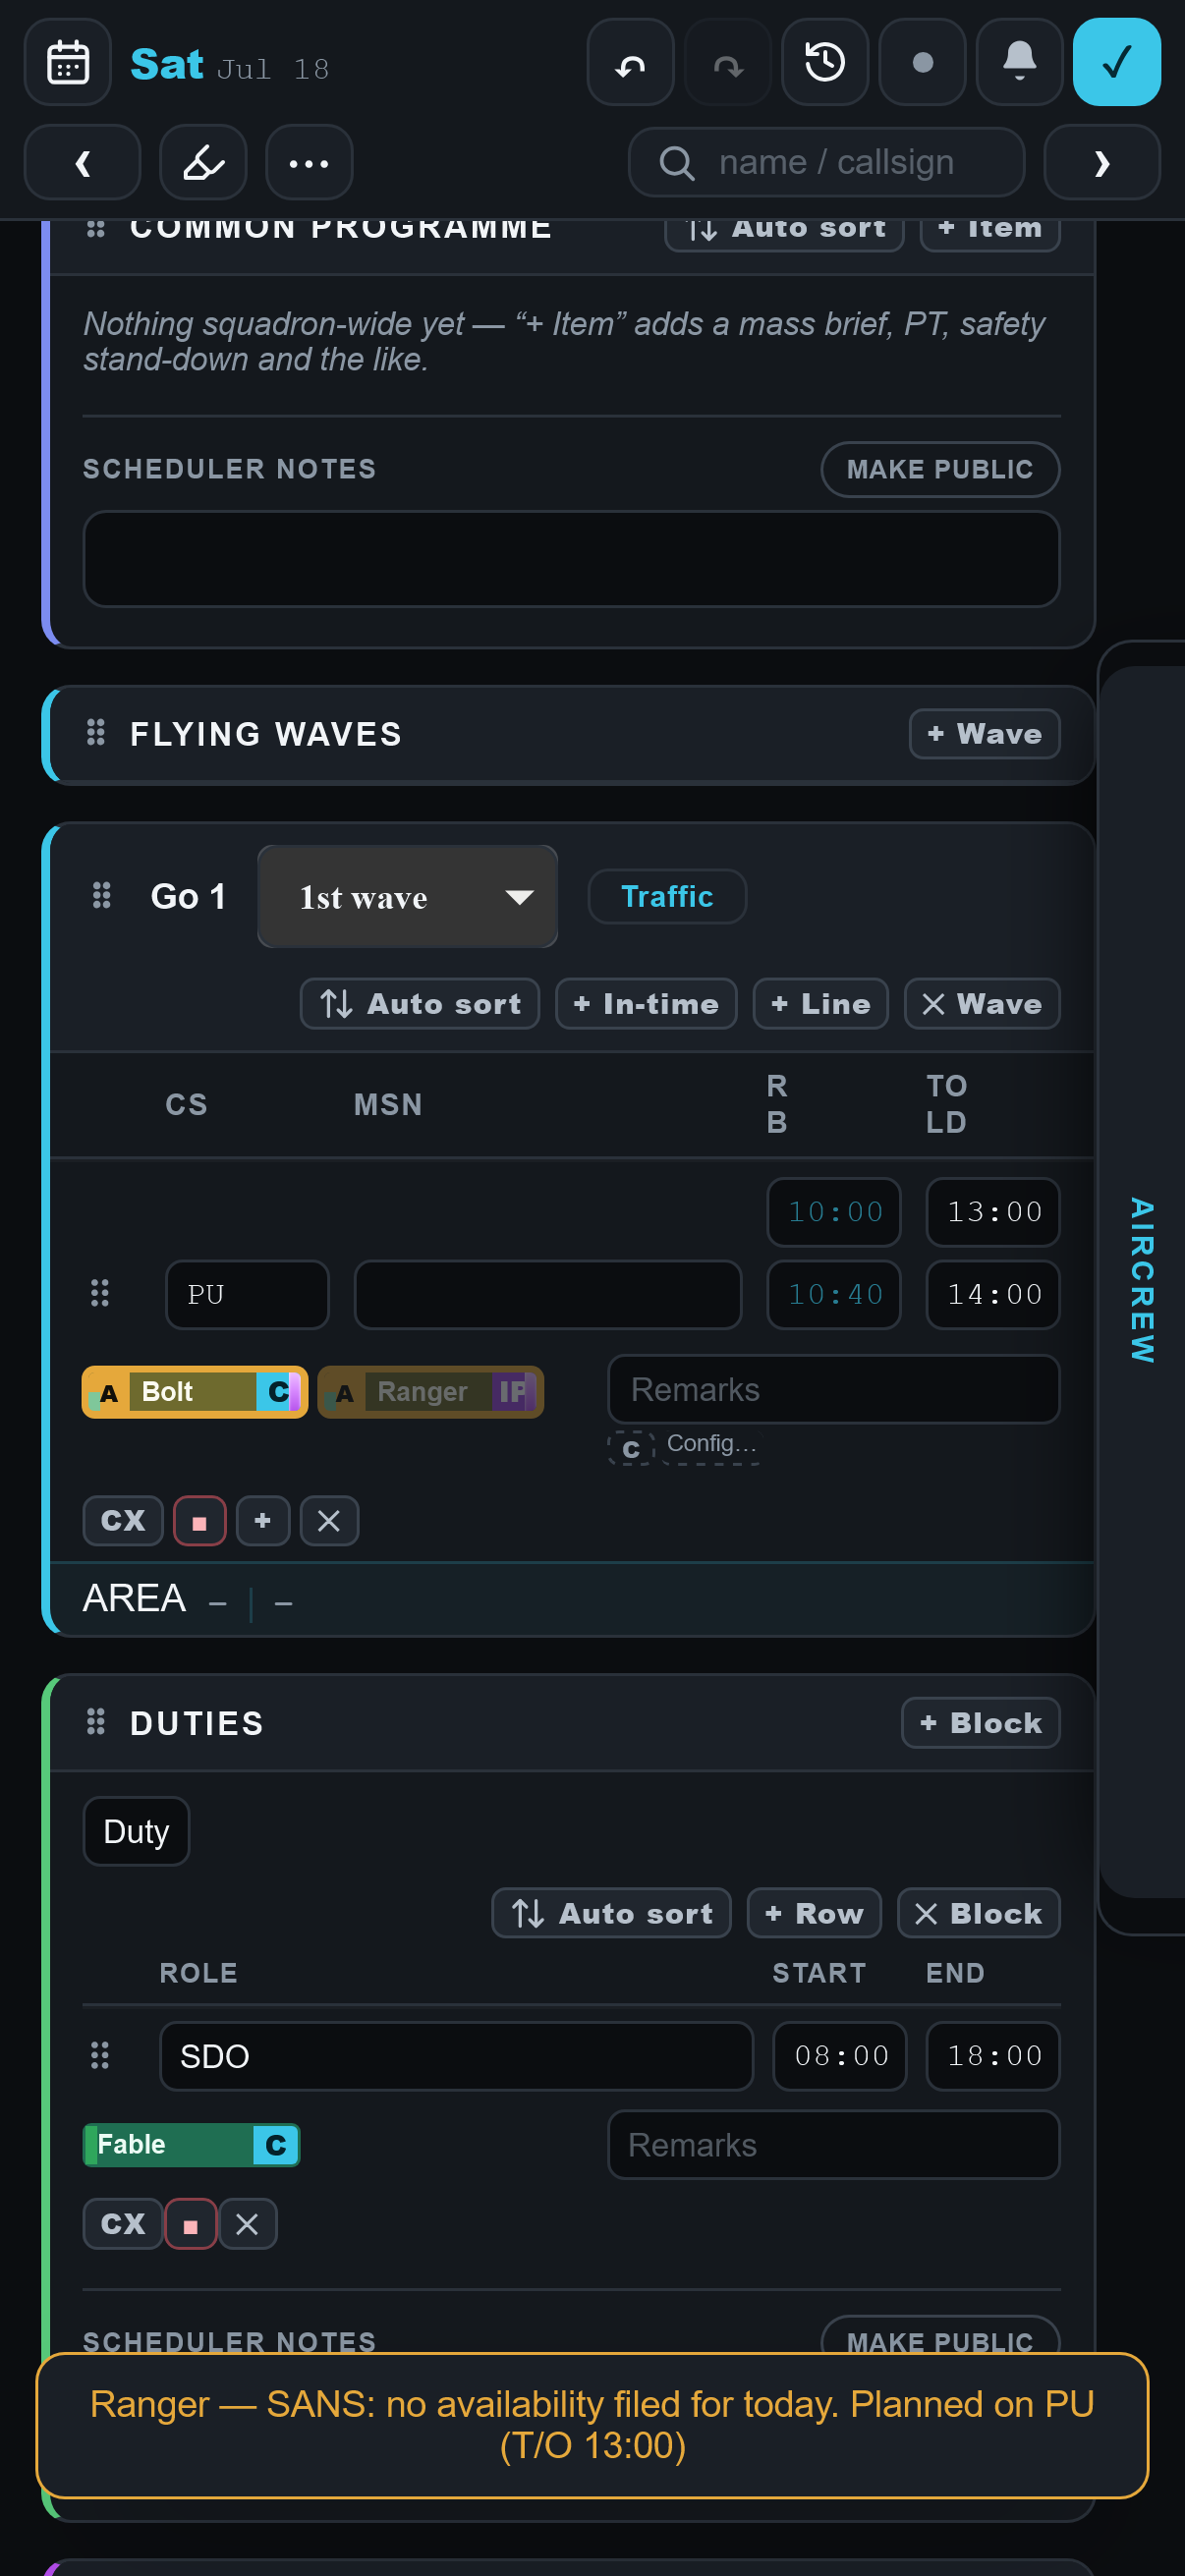 Sat Jul 18
name / callsign
COMMON PROGRAMME Auto sort + Item
Nothing squadron-wide yet — “+ Item” adds a mass brief, PT, safety
stand-down and the like.
SCHEDULER NOTES MAKE PUBLIC
FLYING WAVES + Wave
Go 1 1st wave Traffic
Auto sort + In-time + Line × Wave
CS MSN R TO
B LD
10:00 13:00
PU 10:40 14:00
A Bolt C A Ranger IP Remarks
C Config…
CX + ×
AREA – | –
AIRCREW
DUTIES + Block
Duty
Auto sort + Row × Block
ROLE START END
SDO 08:00 18:00
Fable C Remarks
CX ×
SCHEDULER NOTES MAKE PUBLIC
Ranger — SANS: no availability filed for today. Planned on PU
(T/O 13:00)